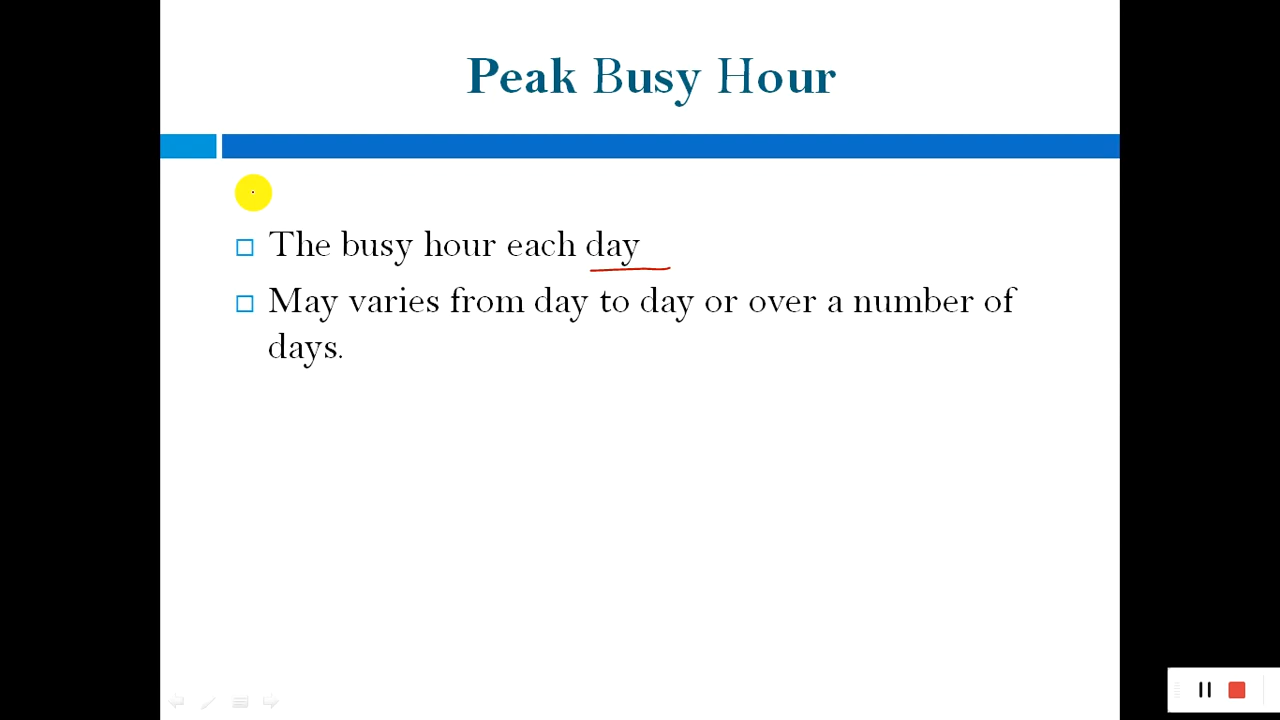 Peak Busy Hour
The busy hour each day
May varies from day to day or over a number of
days.